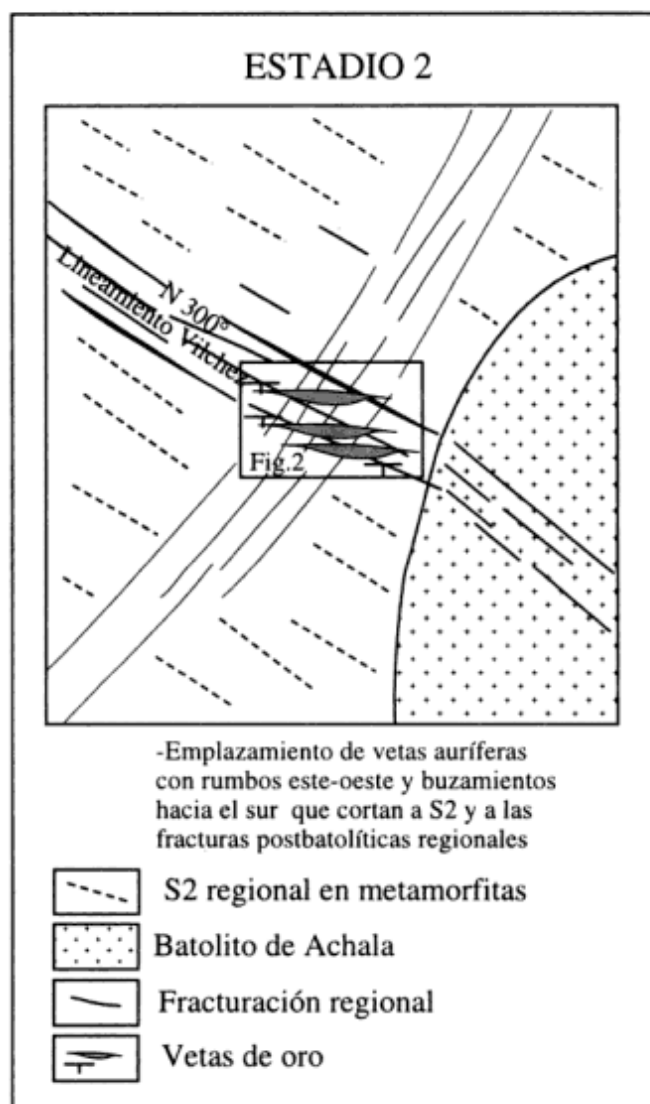 ESTADIO 2
N 300°
Lineamiento Vilchez
Fig.2
-Emplazamiento de vetas auríferas
con rumbos este-oeste y buzamientos
hacia el sur que cortan a S2 y a las
fracturas postbatolíticas regionales
S2 regional en metamorfitas
Batolito de Achala
Fracturación regional
Vetas de oro